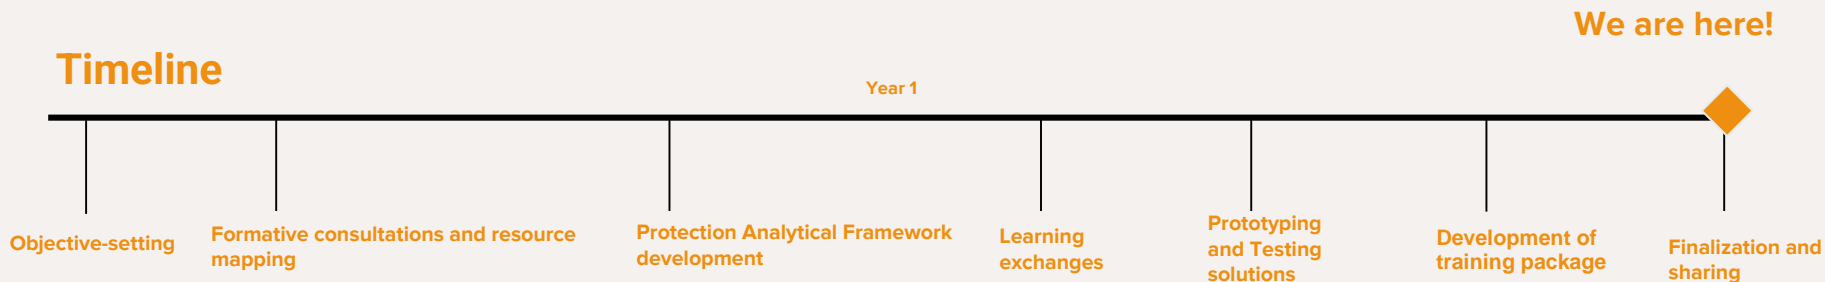 We are here!
Timeline
Year 1
Objective-setting
Formative consultations and resource
mapping
Protection Analytical Framework
development
Learning
exchanges
Prototyping
and Testing
solutions
Development of
training package
Finalization and
sharing